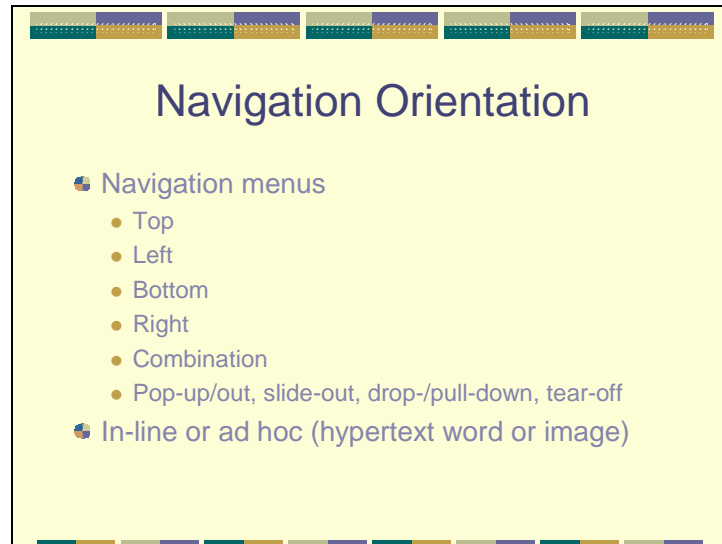 Navigation Orientation
Navigation menus
Top
Left
Bottom
Right
Combination
Pop-up/out, slide-out, drop-/pull-down, tear-off
In-line or ad hoc (hypertext word or image)